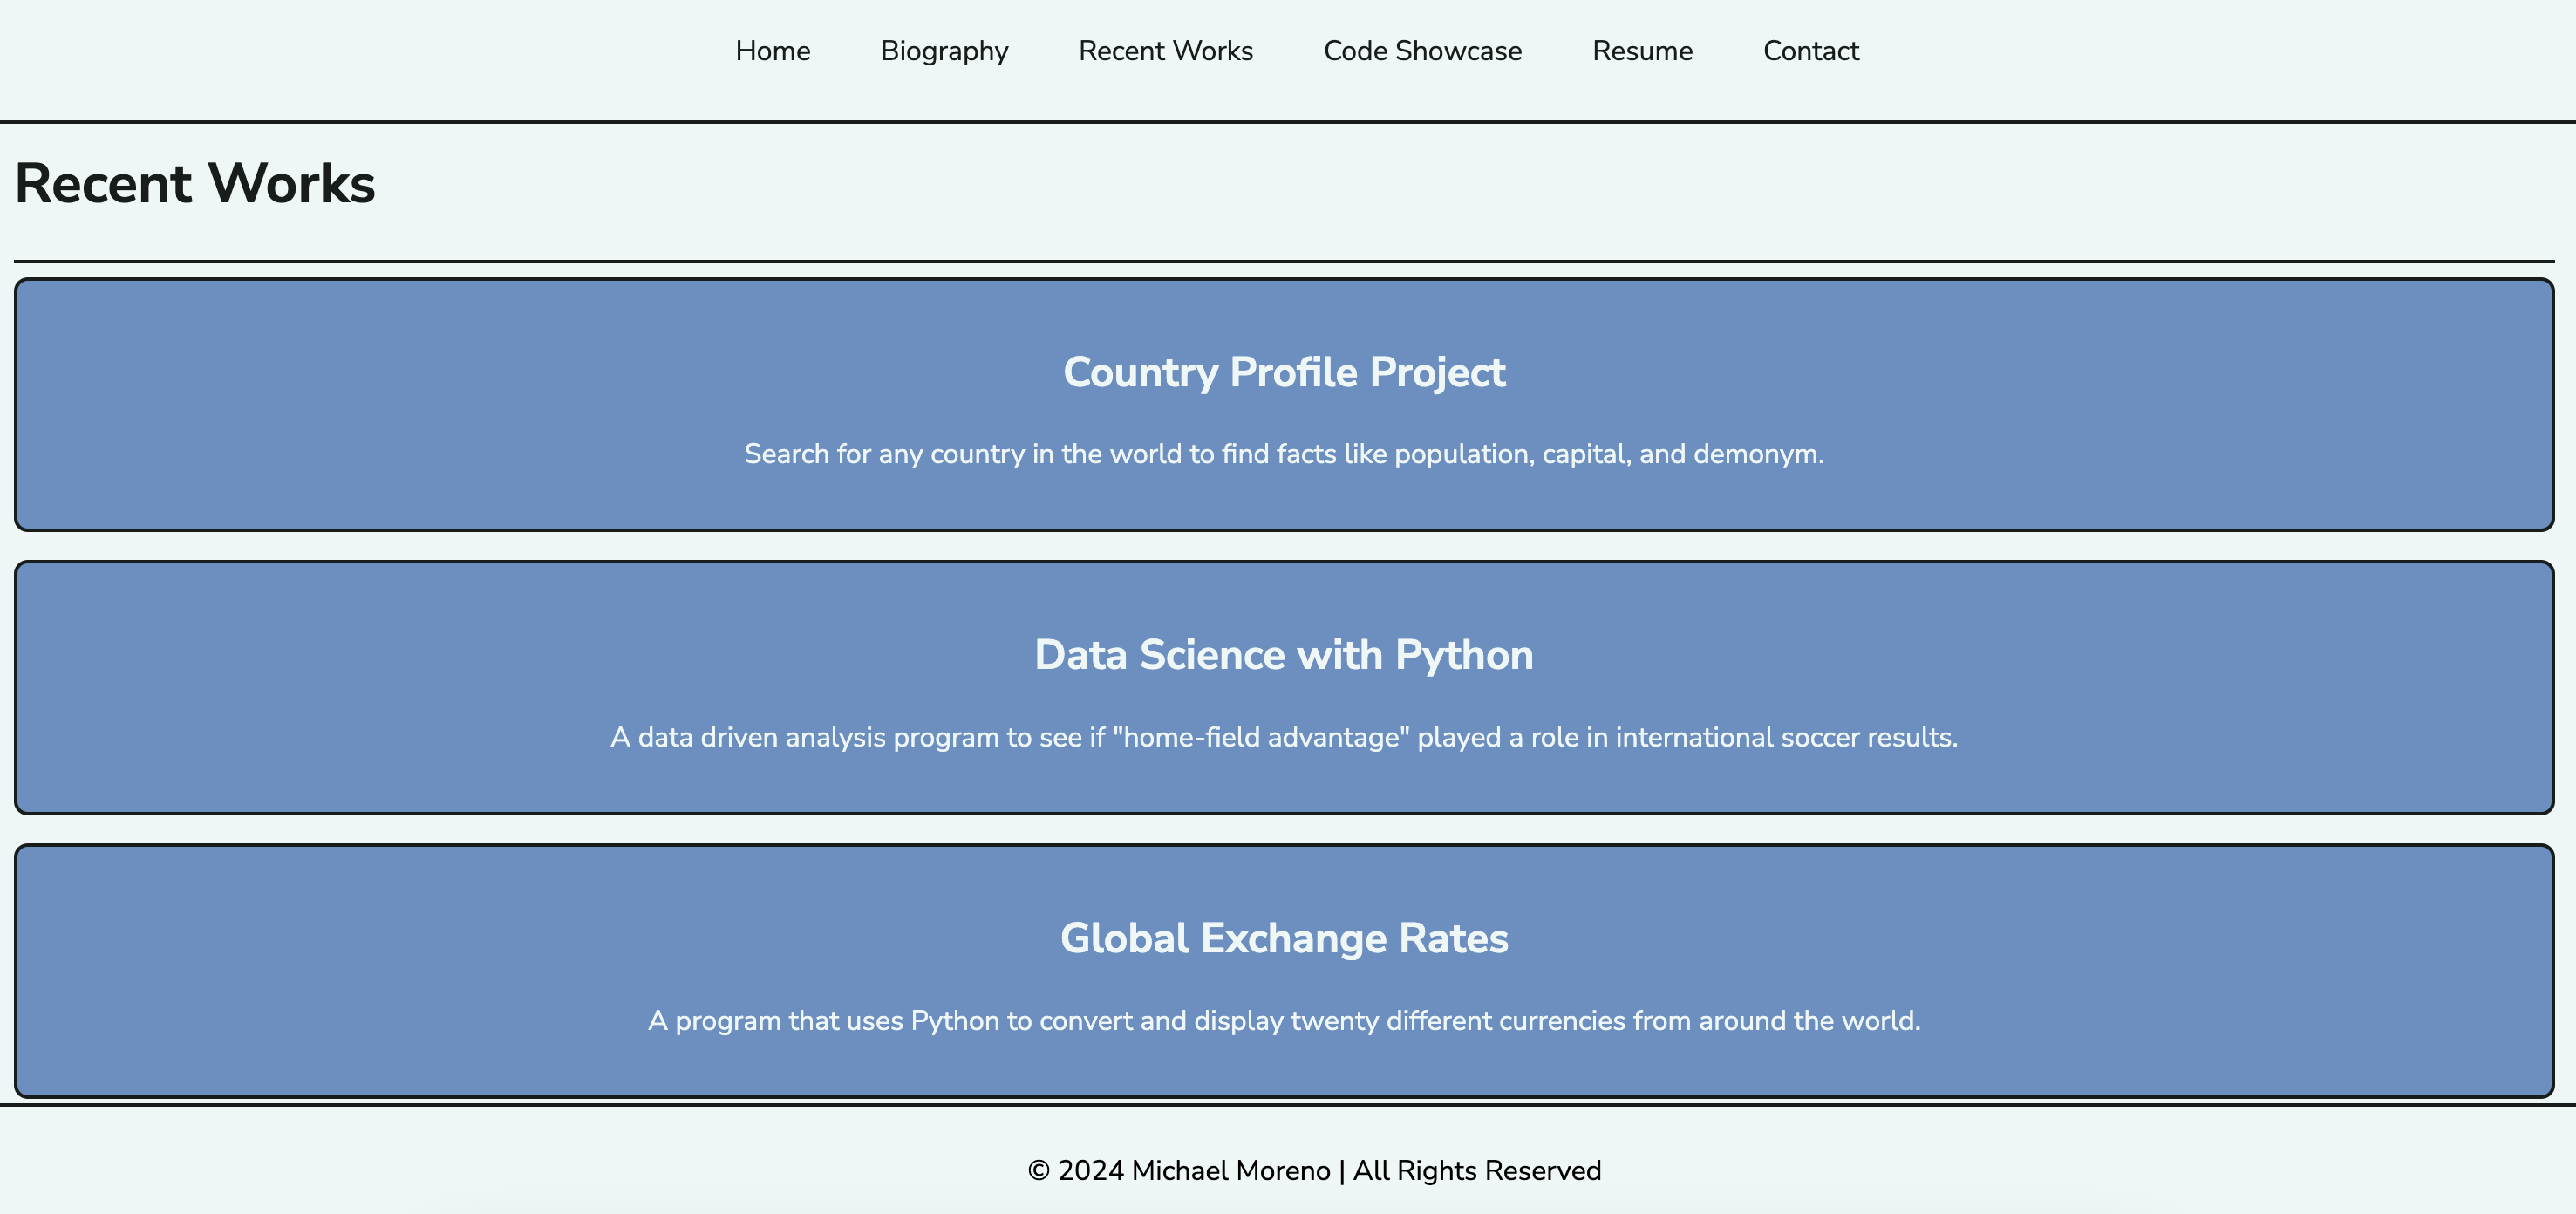 Home Biography Recent Works Code Showcase Resume Contact
Recent Works
Country Profile Project
Search for any country in the world to find facts like population, capital, and demonym.
Data Science with Python
A data driven analysis program to see if "home-field advantage" played a role in international soccer results.
Global Exchange Rates
A program that uses Python to convert and display twenty different currencies from around the world.
© 2024 Michael Moreno | All Rights Reserved